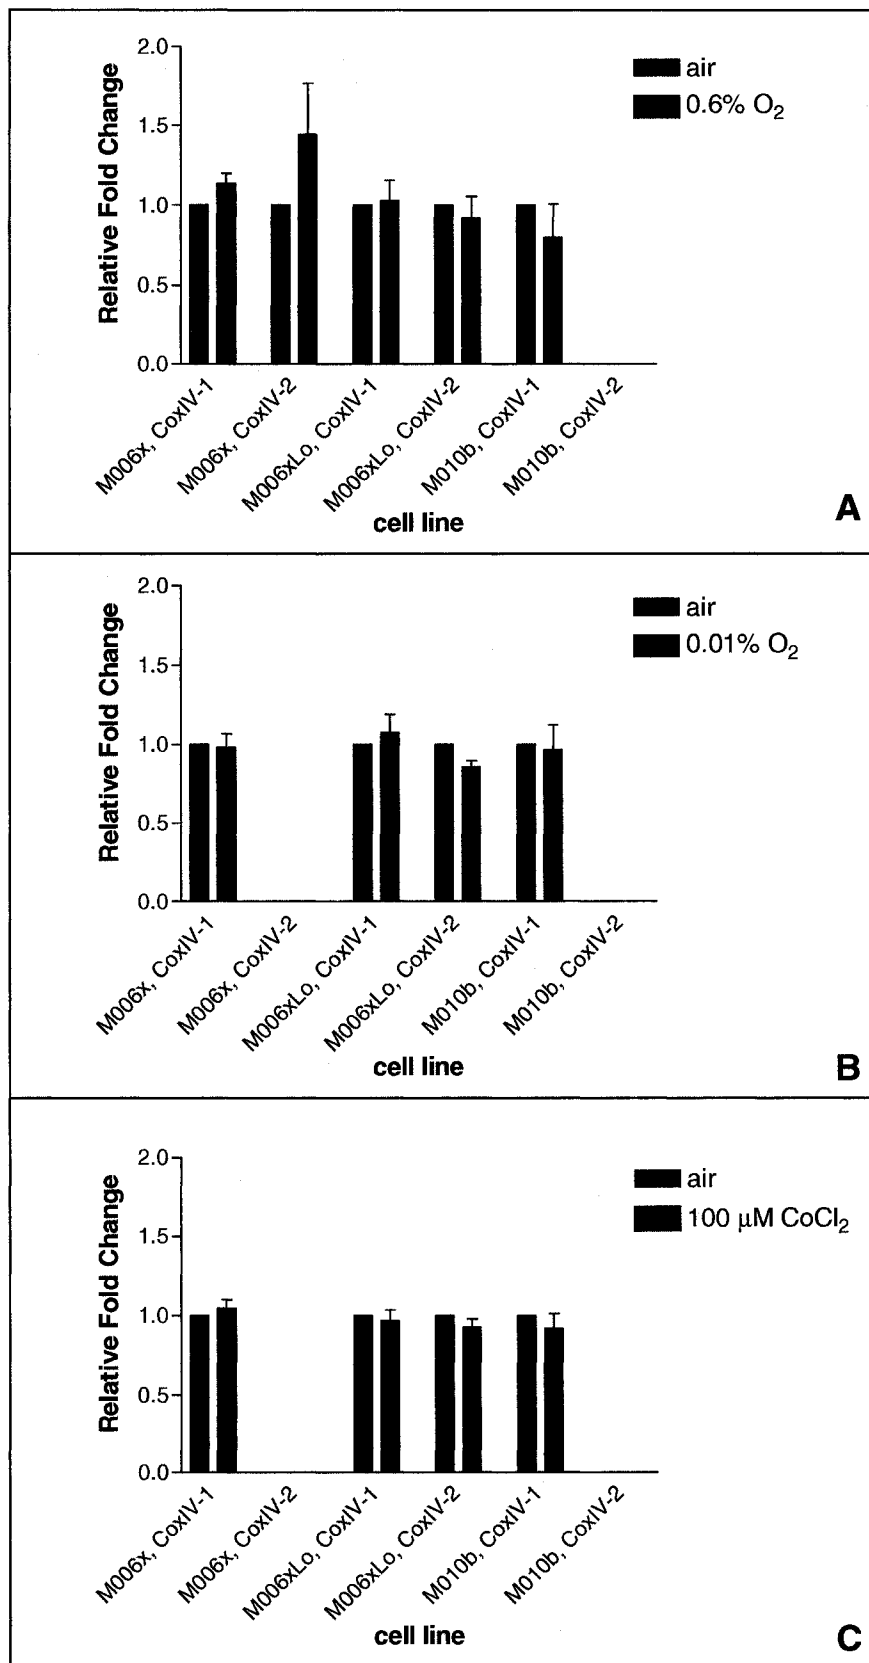 2.0
1.5
1.0
0.5
0.0
Relative Fold Change
air
0.6% O₂
M006x, CoxIV-1
M006x, CoxIV-2
M006xLo, CoxIV-1
M006xLo, CoxIV-2
M010b, CoxIV-1
M010b, CoxIV-2
cell line
A
2.0
1.5
1.0
0.5
0.0
Relative Fold Change
air
0.01% O₂
M006x, CoxIV-1
M006x, CoxIV-2
M006xLo, CoxIV-1
M006xLo, CoxIV-2
M010b, CoxIV-1
M010b, CoxIV-2
cell line
B
2.0
1.5
1.0
0.5
0.0
Relative Fold Change
air
100 μM CoCl₂
M006x, CoxIV-1
M006x, CoxIV-2
M006xLo, CoxIV-1
M006xLo, CoxIV-2
M010b, CoxIV-1
M010b, CoxIV-2
cell line
C